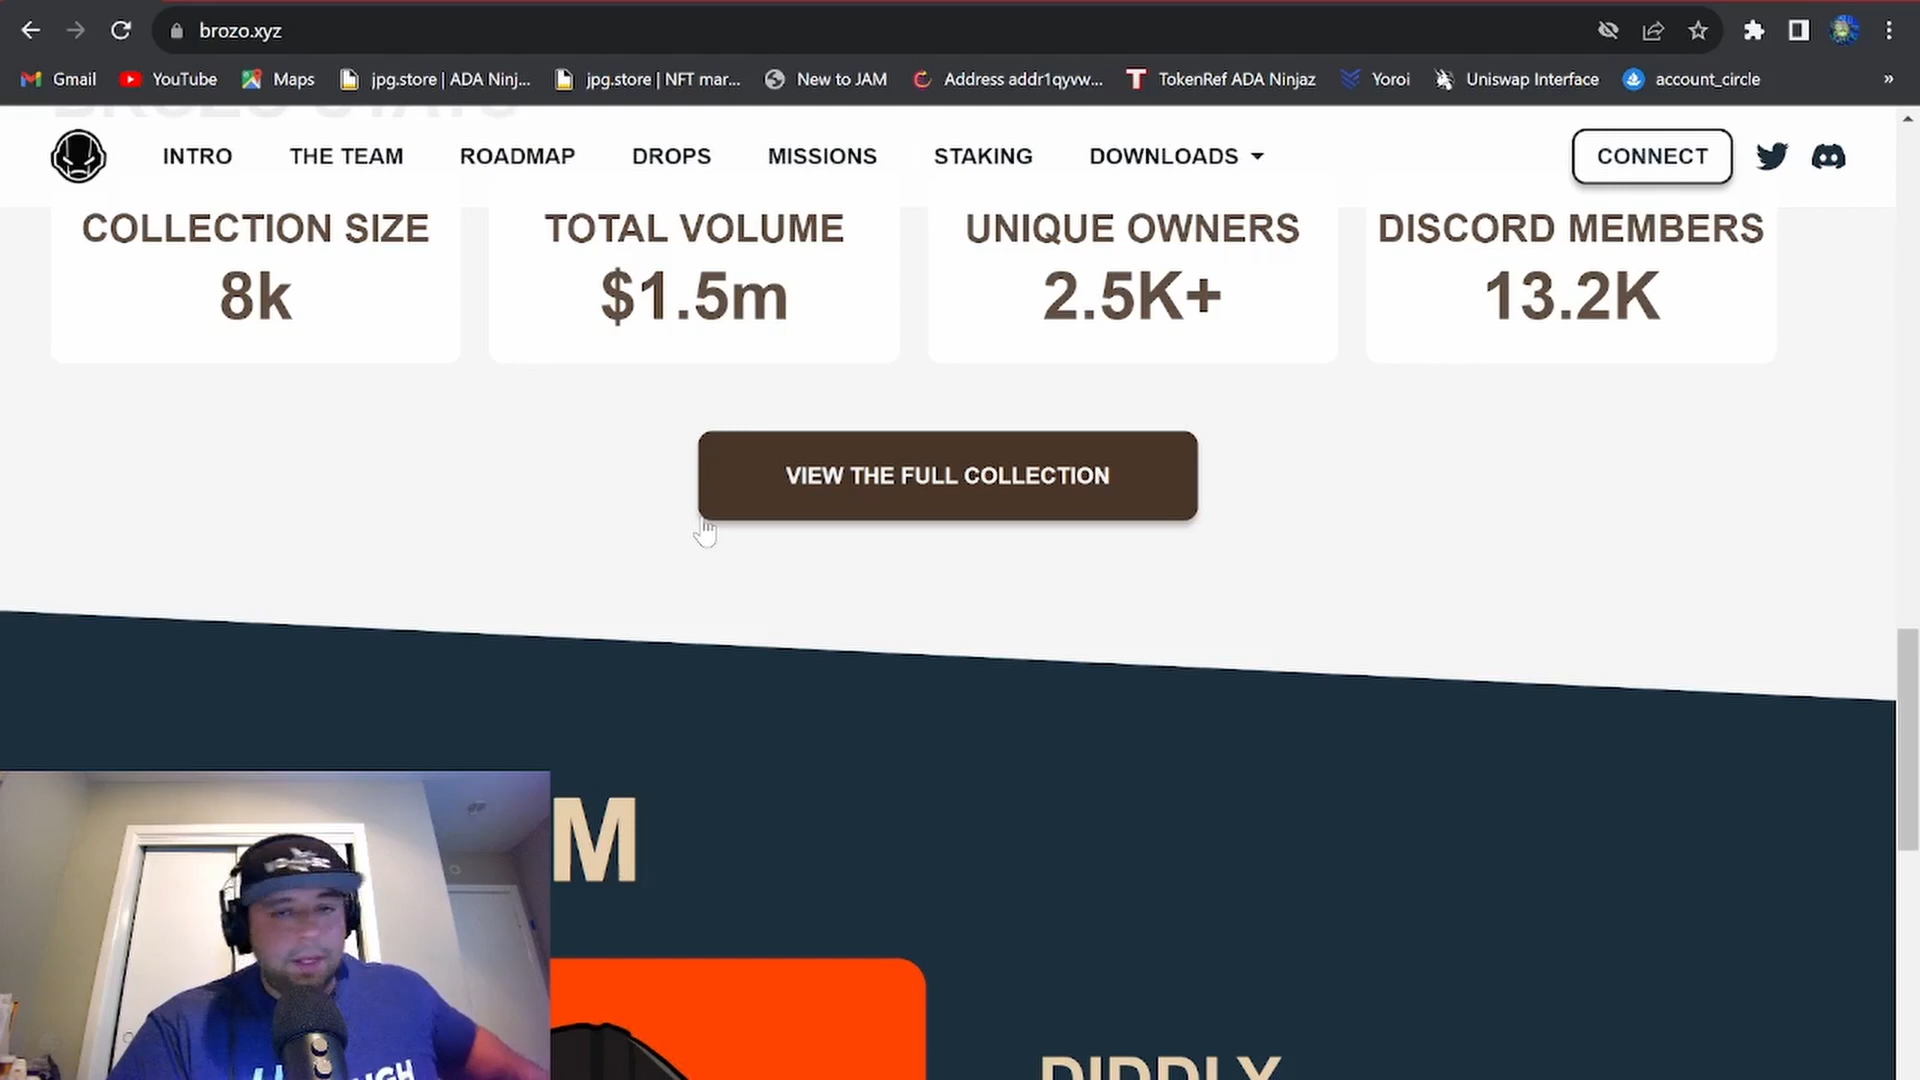 brozo.xyz
Gmail YouTube Maps jpg.store | ADA Ninj... jpg.store | NFT mar... New to JAM Address addr1qyvw... TokenRef ADA Ninjaz Yoroi Uniswap Interface account_circle »
INTRO THE TEAM ROADMAP DROPS MISSIONS STAKING DOWNLOADS CONNECT
COLLECTION SIZE TOTAL VOLUME UNIQUE OWNERS DISCORD MEMBERS
8k $1.5m 2.5K+ 13.2K
VIEW THE FULL COLLECTION
M
DIDDLY